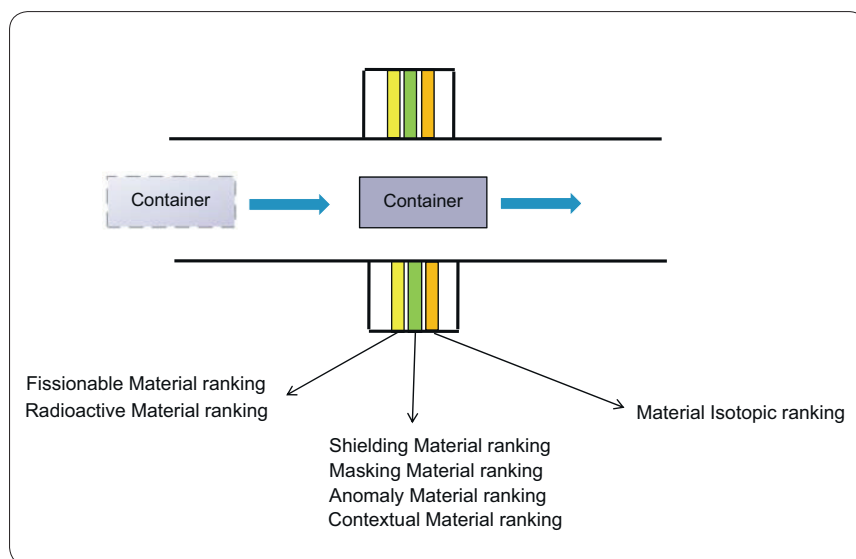 Container
Container
Fissionable Material ranking
Radioactive Material ranking
Material Isotopic ranking
Shielding Material ranking
Masking Material ranking
Anomaly Material ranking
Contextual Material ranking